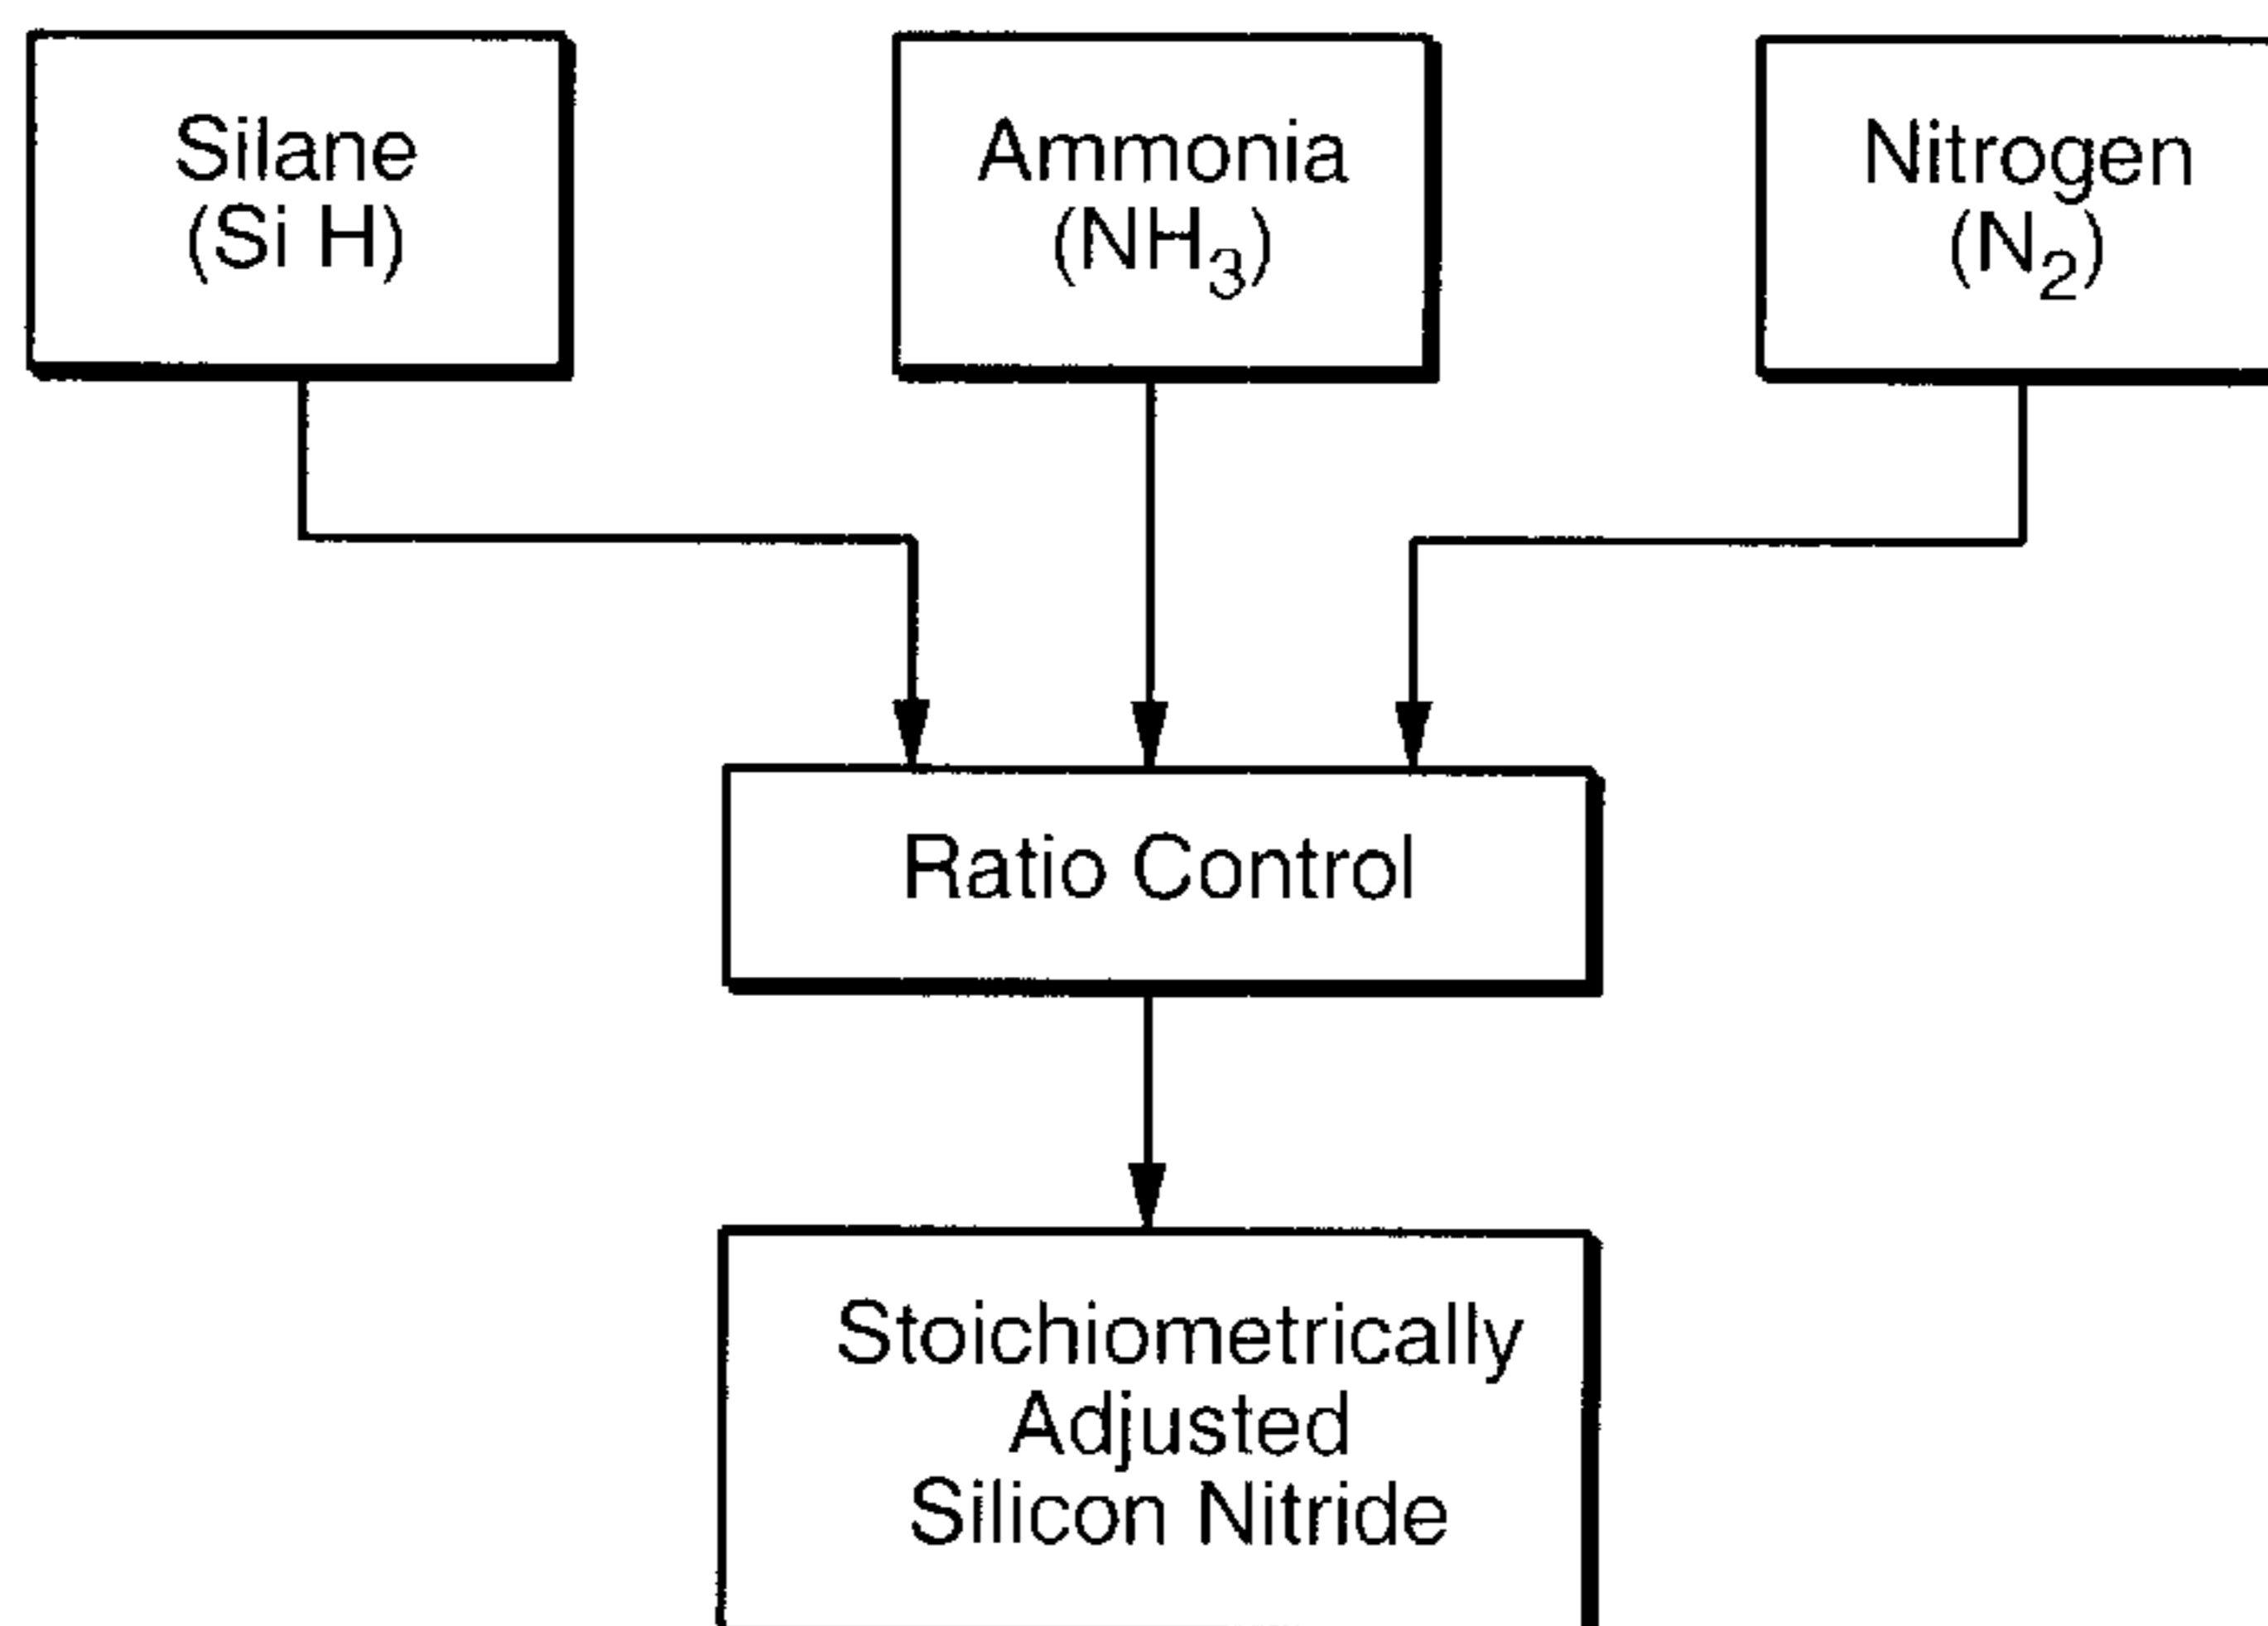 Silane
(Si H)
Ammonia
(NH₃)
Nitrogen
(N₂)
Ratio Control
Stoichiometrically
Adjusted
Silicon Nitride